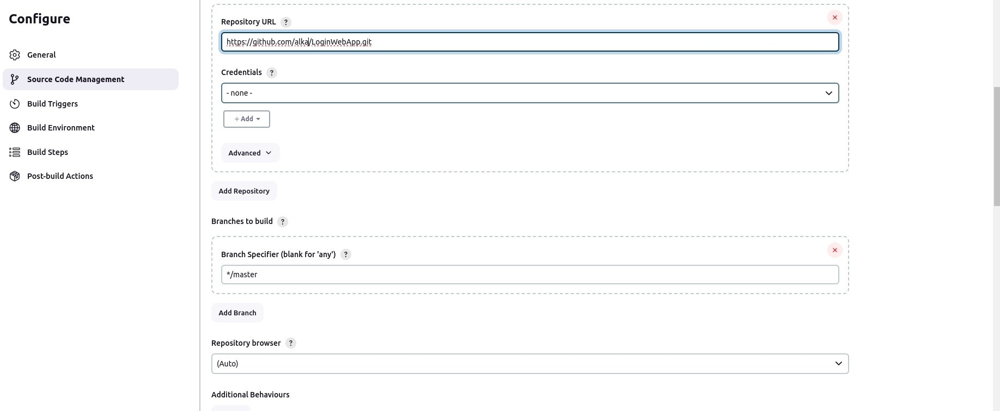 Configure
General
Source Code Management
Build Triggers
Build Environment
Build Steps
Post-build Actions
Repository URL ?
https://github.com/alka/LoginWebApp.git
Credentials ?
- none -
+ Add
Advanced
Add Repository
Branches to build ?
Branch Specifier (blank for 'any') ?
*/master
Add Branch
Repository browser ?
(Auto)
Additional Behaviours